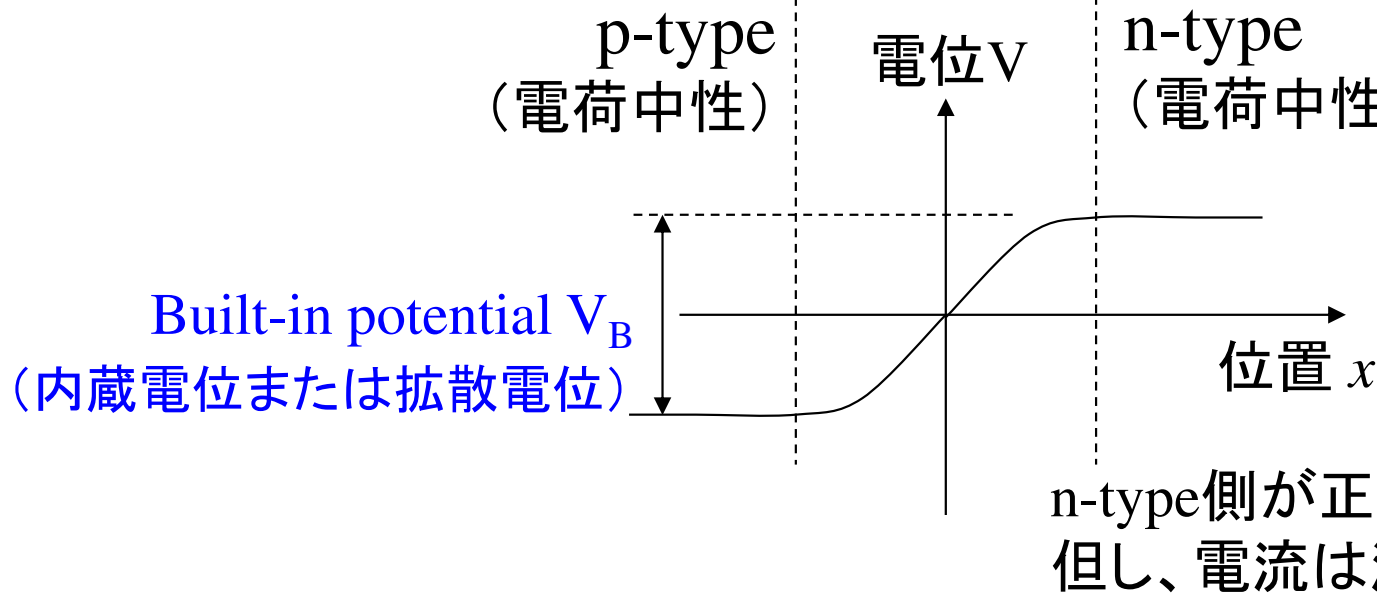 p-type
（電荷中性）
電位V
n-type
（電荷中性
Built-in potential V_B
（内蔵電位または拡散電位）
位置 x
n-type側が正
但し、電流は